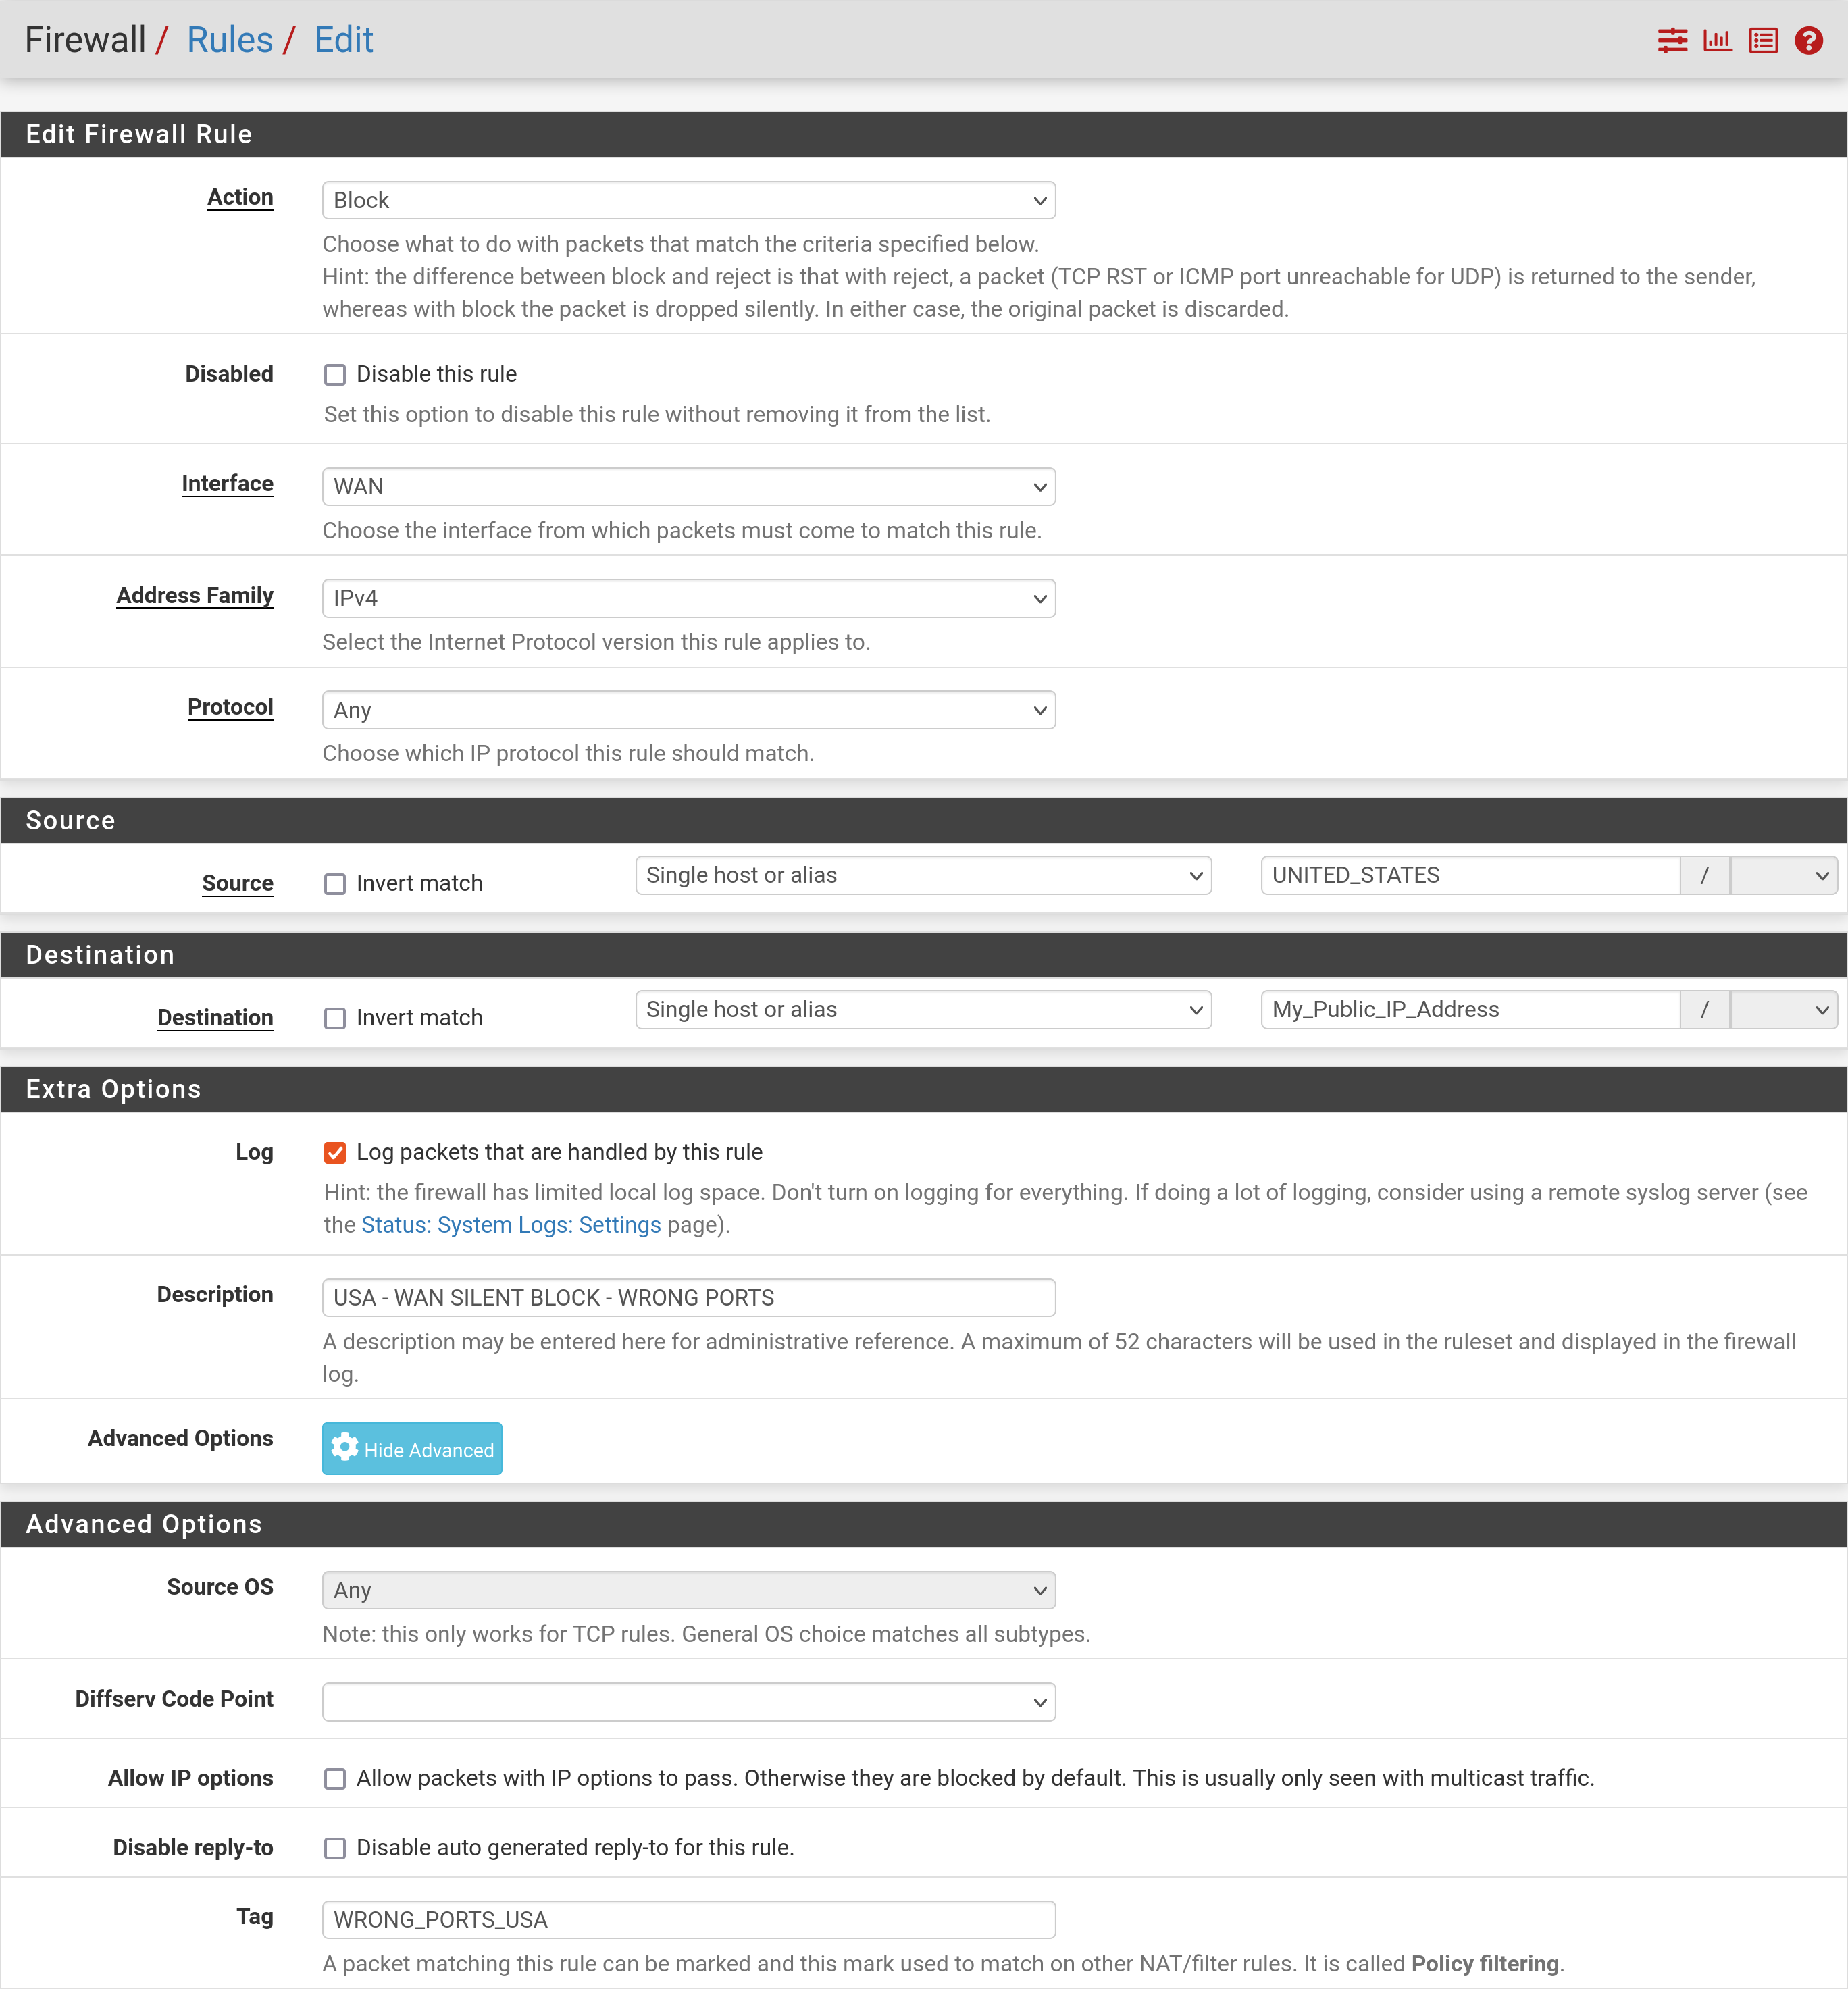 Firewall / Rules / Edit
Edit Firewall Rule
Action
Block
Choose what to do with packets that match the criteria specified below.
Hint: the difference between block and reject is that with reject, a packet (TCP RST or ICMP port unreachable for UDP) is returned to the sender,
whereas with block the packet is dropped silently. In either case, the original packet is discarded.
Disabled
Disable this rule
Set this option to disable this rule without removing it from the list.
Interface
WAN
Choose the interface from which packets must come to match this rule.
Address Family
IPv4
Select the Internet Protocol version this rule applies to.
Protocol
Any
Choose which IP protocol this rule should match.
Source
Source
Invert match
Single host or alias
UNITED_STATES
/
Destination
Destination
Invert match
Single host or alias
My_Public_IP_Address
/
Extra Options
Log
Log packets that are handled by this rule
Hint: the firewall has limited local log space. Don't turn on logging for everything. If doing a lot of logging, consider using a remote syslog server (see
the Status: System Logs: Settings page).
Description
USA - WAN SILENT BLOCK - WRONG PORTS
A description may be entered here for administrative reference. A maximum of 52 characters will be used in the ruleset and displayed in the firewall
log.
Advanced Options
Hide Advanced
Advanced Options
Source OS
Any
Note: this only works for TCP rules. General OS choice matches all subtypes.
Diffserv Code Point
Allow IP options
Allow packets with IP options to pass. Otherwise they are blocked by default. This is usually only seen with multicast traffic.
Disable reply-to
Disable auto generated reply-to for this rule.
Tag
WRONG_PORTS_USA
A packet matching this rule can be marked and this mark used to match on other NAT/filter rules. It is called Policy filtering.